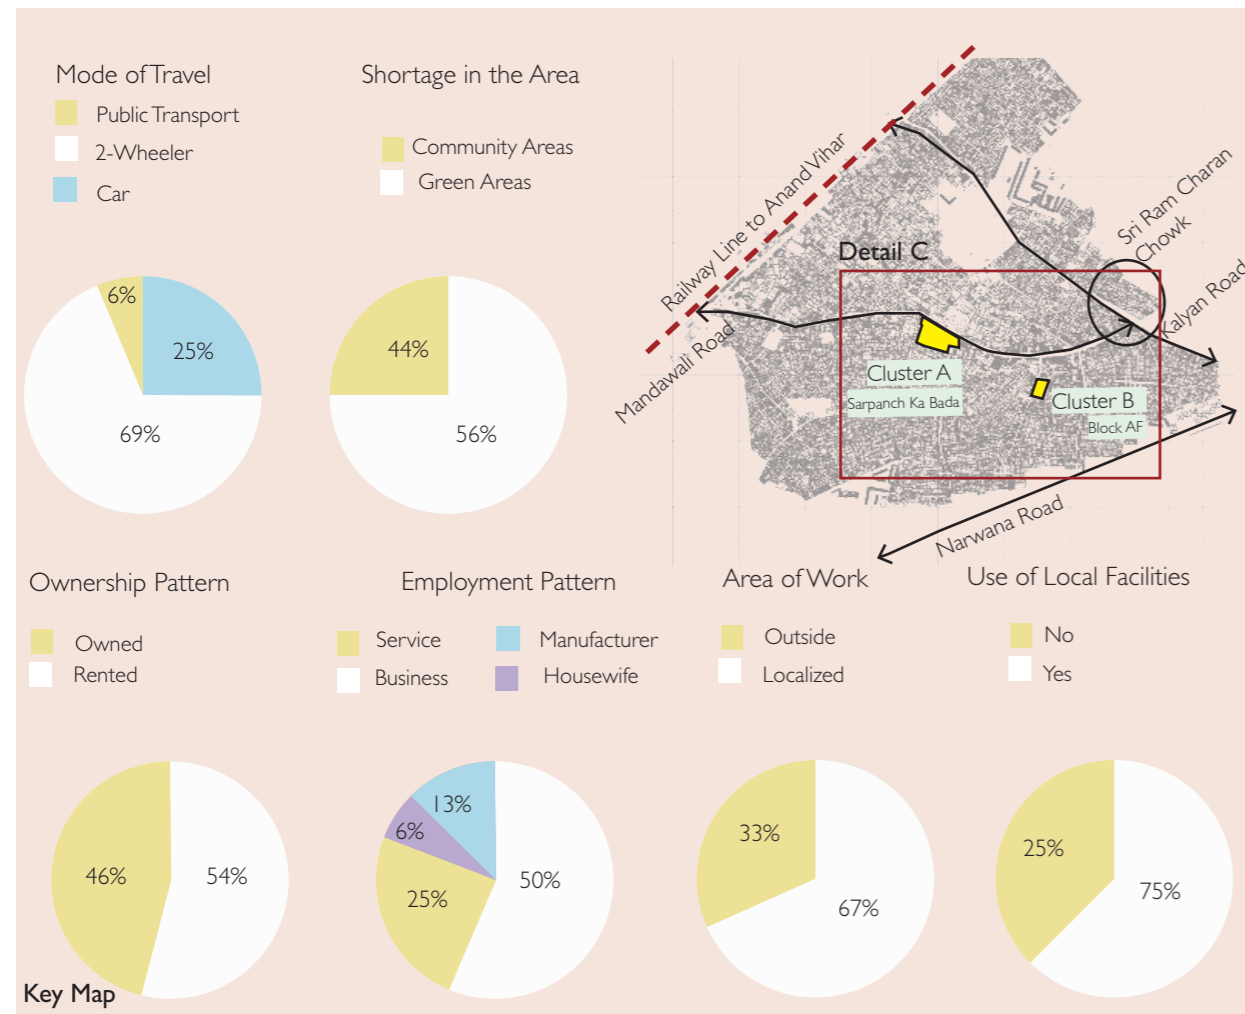 Mode of Travel
Public Transport
2-Wheeler
Car
6%
25%
69%
Shortage in the Area
Community Areas
Green Areas
44%
56%
Railway Line to Anand Vihar
Mandawali Road
Detail C
Sri Ram Charan
Chowk
Kalyan Road
Cluster A
Sarpanch Ka Bada
Cluster B
Block AF
Narwana Road
Ownership Pattern
Owned
Rented
46%
54%
Employment Pattern
Service
Manufacturer
Business
Housewife
13%
6%
25%
50%
Area of Work
Outside
Localized
33%
67%
Use of Local Facilities
No
Yes
25%
75%
Key Map